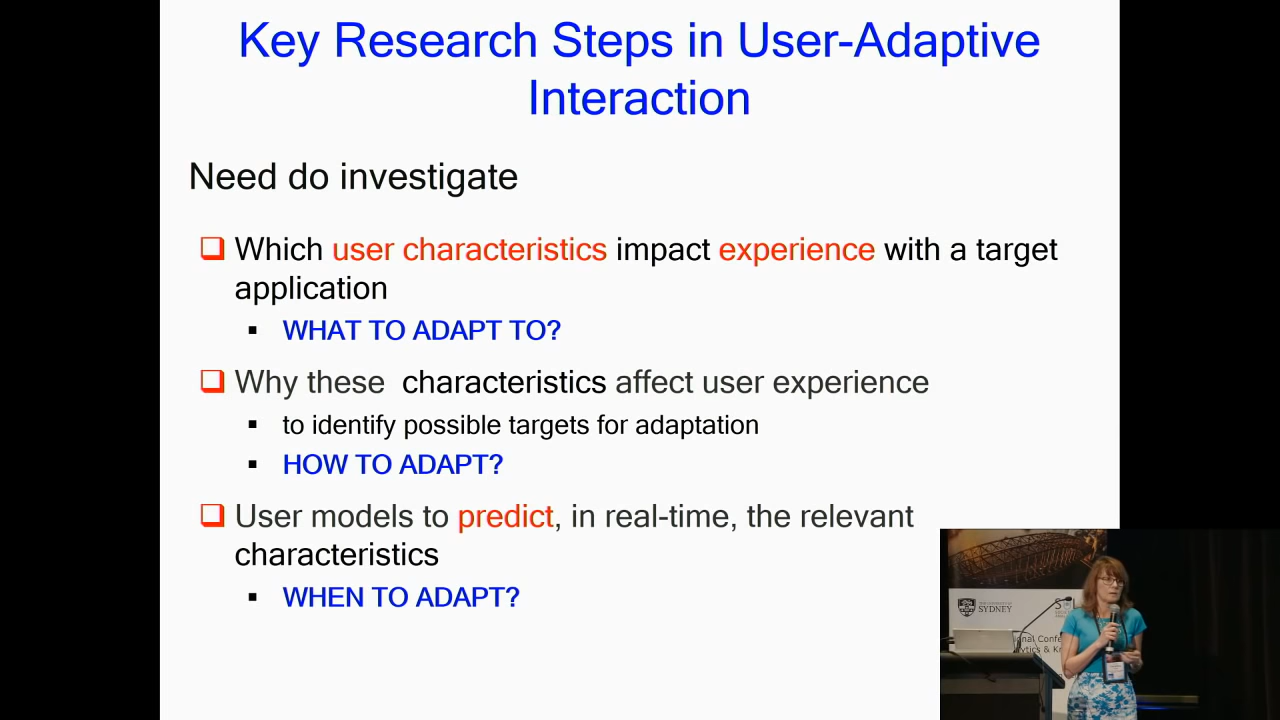 Key Research Steps in User-Adaptive
Interaction
Need do investigate
Which user characteristics impact experience with a target
application
WHAT TO ADAPT TO?
Why these characteristics affect user experience
to identify possible targets for adaptation
HOW TO ADAPT?
User models to predict, in real-time, the relevant
characteristics
WHEN TO ADAPT?
SYDNEY